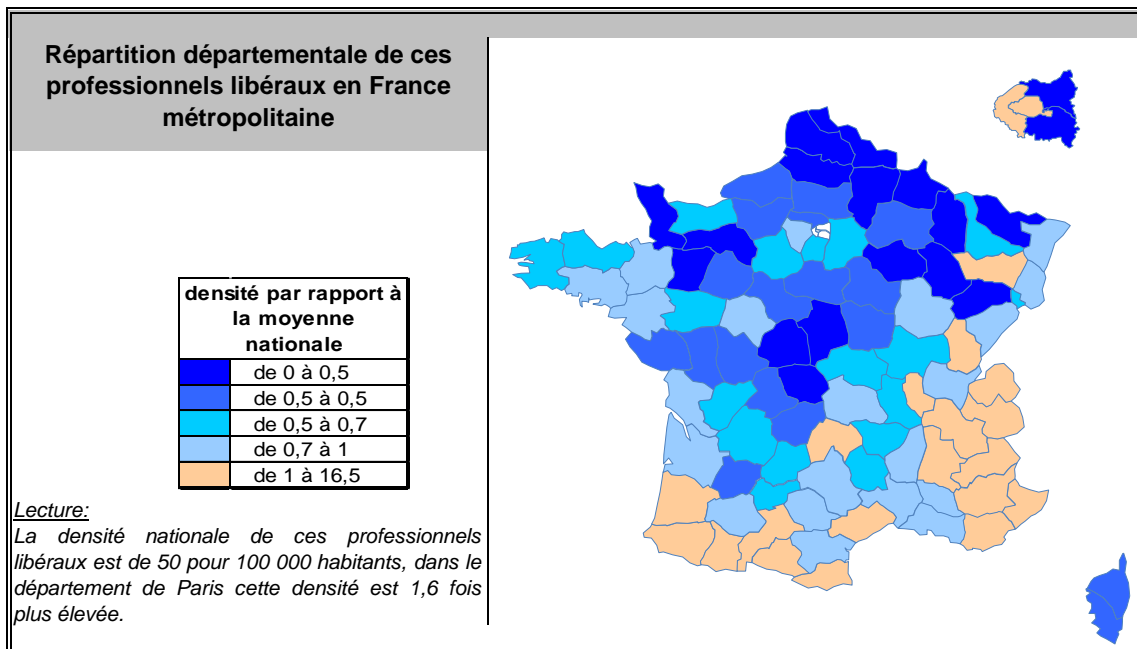 Répartition départementale de ces
professionnels libéraux en France
métropolitaine
densité par rapport à
la moyenne
nationale
de 0 à 0,5
de 0,5 à 0,5
de 0,5 à 0,7
de 0,7 à 1
de 1 à 16,5
Lecture:
La densité nationale de ces professionnels
libéraux est de 50 pour 100 000 habitants, dans le
département de Paris cette densité est 1,6 fois
plus élevée.